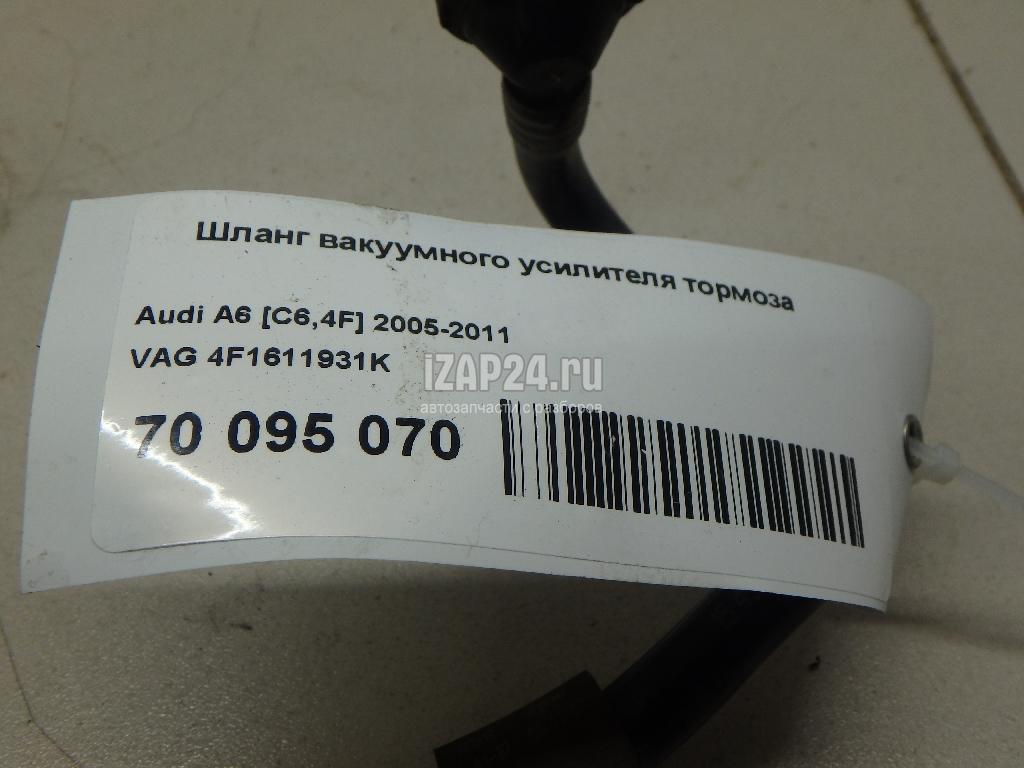 Шланг вакуумного усилителя тормоза
Audi A6 [C6,4F] 2005-2011
VAG 4F1611931K
iZAP24.ru
автозапчасти с разборов
70 095 070